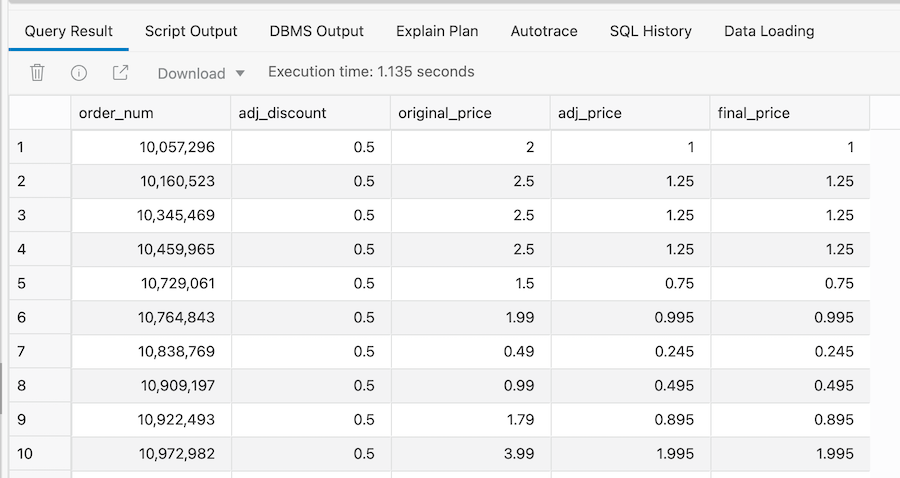 Query Result Script Output DBMS Output Explain Plan Autotrace SQL History Data Loading
Download Execution time: 1.135 seconds
order_num adj_discount original_price adj_price final_price
1 10,057,296 0.5 2 1 1
2 10,160,523 0.5 2.5 1.25 1.25
3 10,345,469 0.5 2.5 1.25 1.25
4 10,459,965 0.5 2.5 1.25 1.25
5 10,729,061 0.5 1.5 0.75 0.75
6 10,764,843 0.5 1.99 0.995 0.995
7 10,838,769 0.5 0.49 0.245 0.245
8 10,909,197 0.5 0.99 0.495 0.495
9 10,922,493 0.5 1.79 0.895 0.895
10 10,972,982 0.5 3.99 1.995 1.995